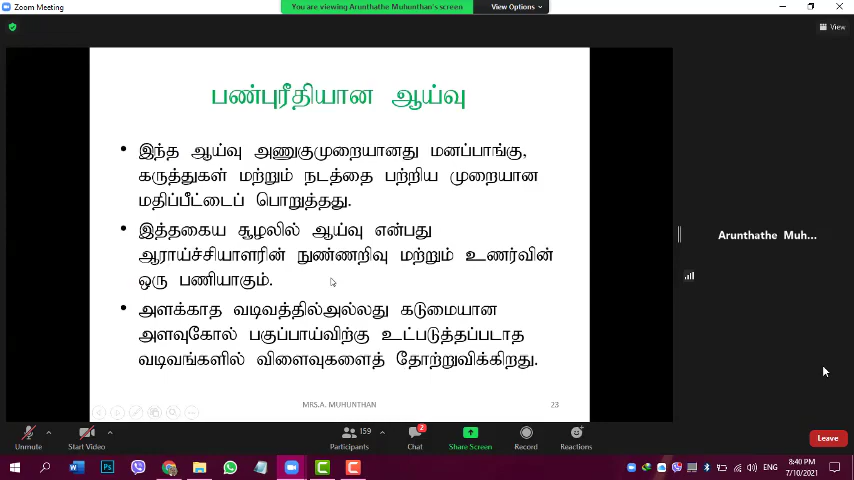 Zoom Meeting
You are viewing Arunthathe Muhunthan's screen
View Options
View
பண்புரீதியான ஆய்வு
• இந்த ஆய்வு அணுகுமுறையானது மனப்பாங்கு,
கருத்துகள் மற்றும் நடத்தை பற்றிய முறையான
மதிப்பீட்டைப் பொறுத்தது.
• இத்தகைய சூழலில் ஆய்வு என்பது
ஆராய்ச்சியாளரின் நுண்ணறிவு மற்றும் உணர்வின்
ஒரு பணியாகும்.
• அளக்காத வடிவத்தில்அல்லது கடுமையான
அளவுகோல் பகுப்பாய்விற்கு உட்படுத்தப்படாத
வடிவங்களில் விளைவுகளைத் தோற்றுவிக்கிறது.
MRS.A. MUHUNTHAN
23
Arunthathe Muh...
Unmute
Start Video
159
Participants
2
Chat
Share Screen
Record
Reactions
Leave
ENG
8:40 PM
7/10/2021